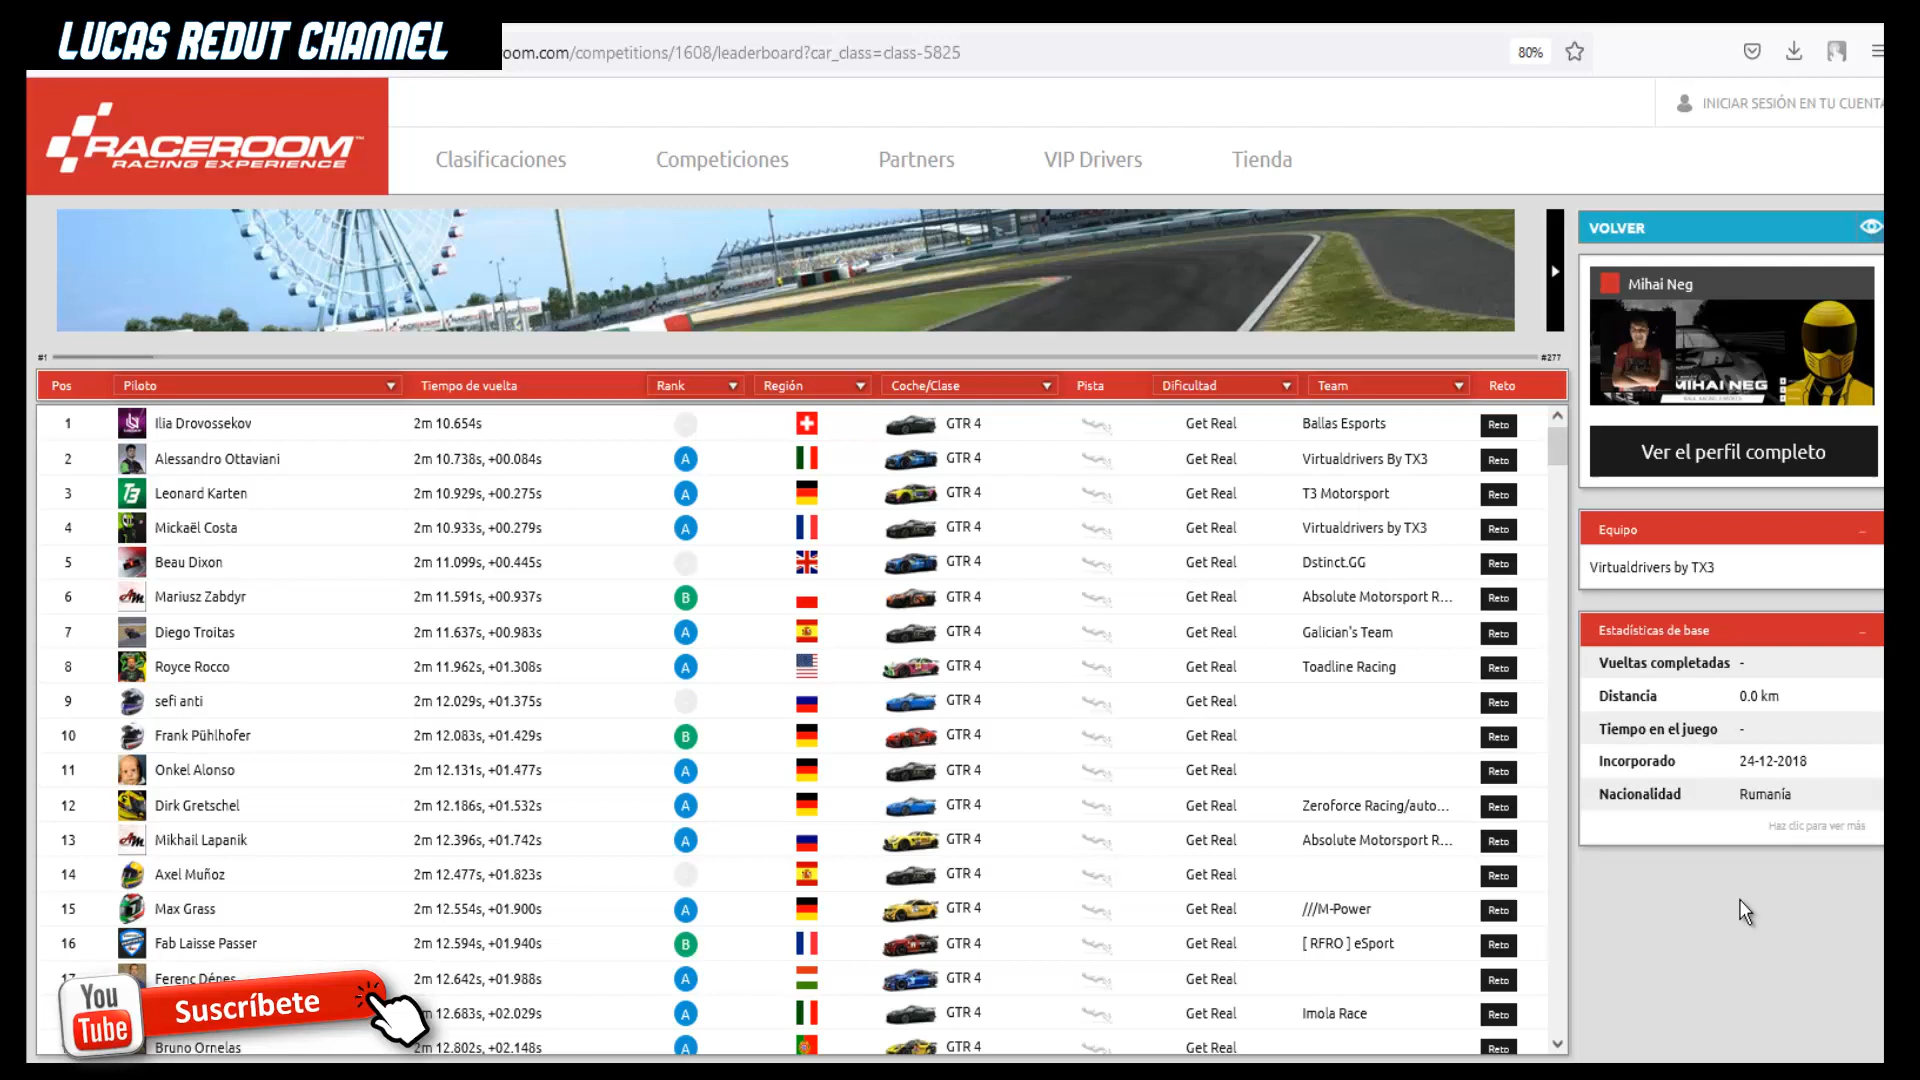 LUCAS REDUT CHANNEL
oom.com/competitions/1608/leaderboard?car_class=class-5825
80%
INICIAR SESIÓN EN TU CUENTA
RACEROOM™
RACING EXPERIENCE
Clasificaciones Competiciones Partners VIP Drivers Tienda
VOLVER
Mihai Neg
MIHAI NEG
Ver el perfil completo
#1 #277
Pos Piloto Tiempo de vuelta Rank Región Coche/Clase Pista Dificultad Team Reto
1 Ilia Drovossekov 2m 10.654s GTR 4 Get Real Ballas Esports Reto
2 Alessandro Ottaviani 2m 10.738s, +00.084s A GTR 4 Get Real Virtualdrivers By TX3 Reto
3 Leonard Karten 2m 10.929s, +00.275s A GTR 4 Get Real T3 Motorsport Reto
4 Mickaël Costa 2m 10.933s, +00.279s A GTR 4 Get Real Virtualdrivers by TX3 Reto
5 Beau Dixon 2m 11.099s, +00.445s GTR 4 Get Real Dstinct.GG Reto
6 Mariusz Zabdyr 2m 11.591s, +00.937s B GTR 4 Get Real Absolute Motorsport R... Reto
7 Diego Troitas 2m 11.637s, +00.983s A GTR 4 Get Real Galician's Team Reto
8 Royce Rocco 2m 11.962s, +01.308s A GTR 4 Get Real Toadline Racing Reto
9 sefi anti 2m 12.029s, +01.375s GTR 4 Get Real Reto
10 Frank Pühlhofer 2m 12.083s, +01.429s B GTR 4 Get Real Reto
11 Onkel Alonso 2m 12.131s, +01.477s A GTR 4 Get Real Reto
12 Dirk Gretschel 2m 12.186s, +01.532s A GTR 4 Get Real Zeroforce Racing/auto... Reto
13 Mikhail Lapanik 2m 12.396s, +01.742s A GTR 4 Get Real Absolute Motorsport R... Reto
14 Axel Muñoz 2m 12.477s, +01.823s GTR 4 Get Real Reto
15 Max Grass 2m 12.554s, +01.900s A GTR 4 Get Real ///M-Power Reto
16 Fab Laisse Passer 2m 12.594s, +01.940s B GTR 4 Get Real [ RFRO ] eSport Reto
17 Ferenc Dénes 2m 12.642s, +01.988s A GTR 4 Get Real Reto
12.683s, +02.029s A GTR 4 Get Real Imola Race Reto
Bruno Ornelas 2m 12.802s, +02.148s A GTR 4 Get Real Reto
Equipo
Virtualdrivers by TX3
Estadísticas de base
Vueltas completadas -
Distancia 0.0 km
Tiempo en el juego -
Incorporado 24-12-2018
Nacionalidad Rumanía
Haz clic para ver más
You Tube
Suscríbete